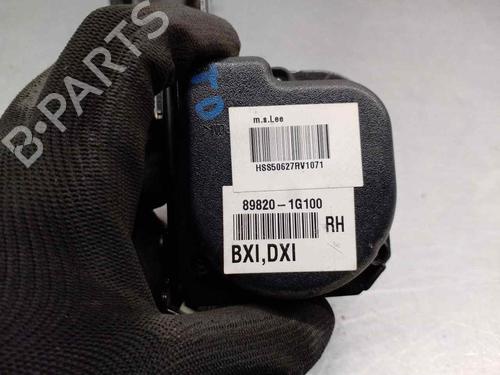 m.s.Lee
HSS50627RV1071
89820-1G100
RH
BXI,DXI
B-PARTS